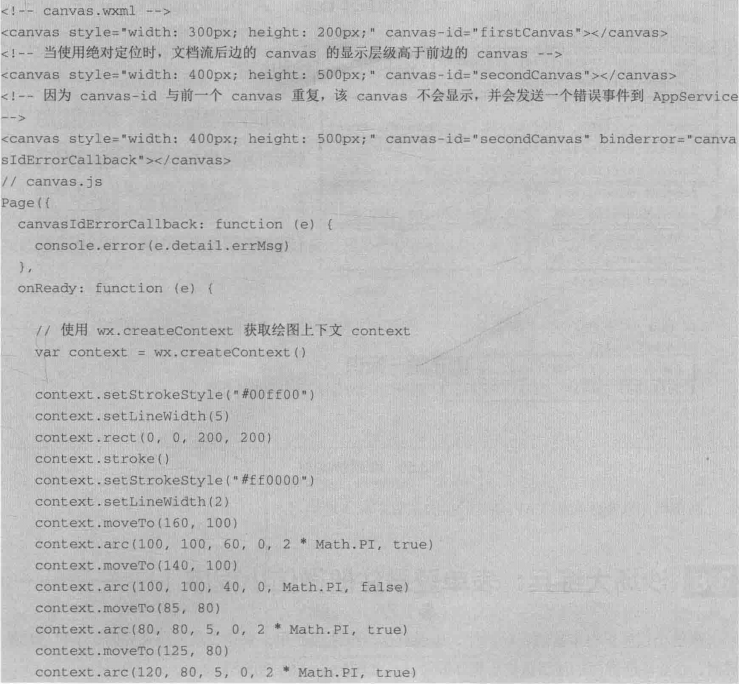 <!-- canvas.wxml -->
<canvas style="width: 300px; height: 200px;" canvas-id="firstCanvas"></canvas>
<!-- 当使用绝对定位时，文档流后边的 canvas 的显示层级高于前边的 canvas -->
<canvas style="width: 400px; height: 500px;" canvas-id="secondCanvas"></canvas>
<!-- 因为 canvas-id 与前一个 canvas 重复，该 canvas 不会显示，并会发送一个错误事件到 AppService
-->
<canvas style="width: 400px; height: 500px;" canvas-id="secondCanvas" binderror="canva
sIdErrorCallback"></canvas>
// canvas.js
Page({
  canvasIdErrorCallback: function (e) {
    console.error(e.detail.errMsg)
  },
  onReady: function (e) {

    // 使用 wx.createContext 获取绘图上下文 context
    var context = wx.createContext()

    context.setStrokeStyle("#00ff00")
    context.setLineWidth(5)
    context.rect(0, 0, 200, 200)
    context.stroke()
    context.setStrokeStyle("#ff0000")
    context.setLineWidth(2)
    context.moveTo(160, 100)
    context.arc(100, 100, 60, 0, 2 * Math.PI, true)
    context.moveTo(140, 100)
    context.arc(100, 100, 40, 0, Math.PI, false)
    context.moveTo(85, 80)
    context.arc(80, 80, 5, 0, 2 * Math.PI, true)
    context.moveTo(125, 80)
    context.arc(120, 80, 5, 0, 2 * Math.PI, true)